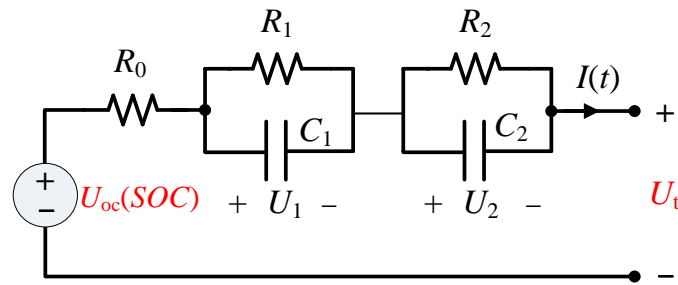 R1 R2
R0 I(t)
C1 C2 +
+
− Uoc(SOC) + U1 − + U2 − Ut
−